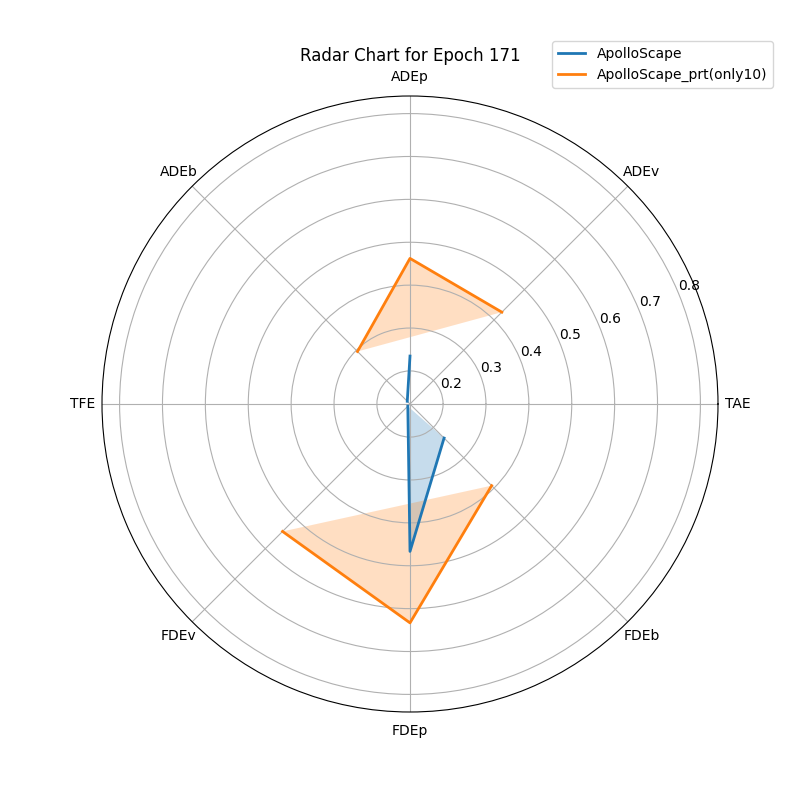 Radar Chart for Epoch 171
ApolloScape
ApolloScape_prt(only10)
ADEp
ADEb
ADEv
0.8
0.7
0.6
0.5
0.4
0.3
0.2
TFE
TAE
FDEv
FDEb
FDEp